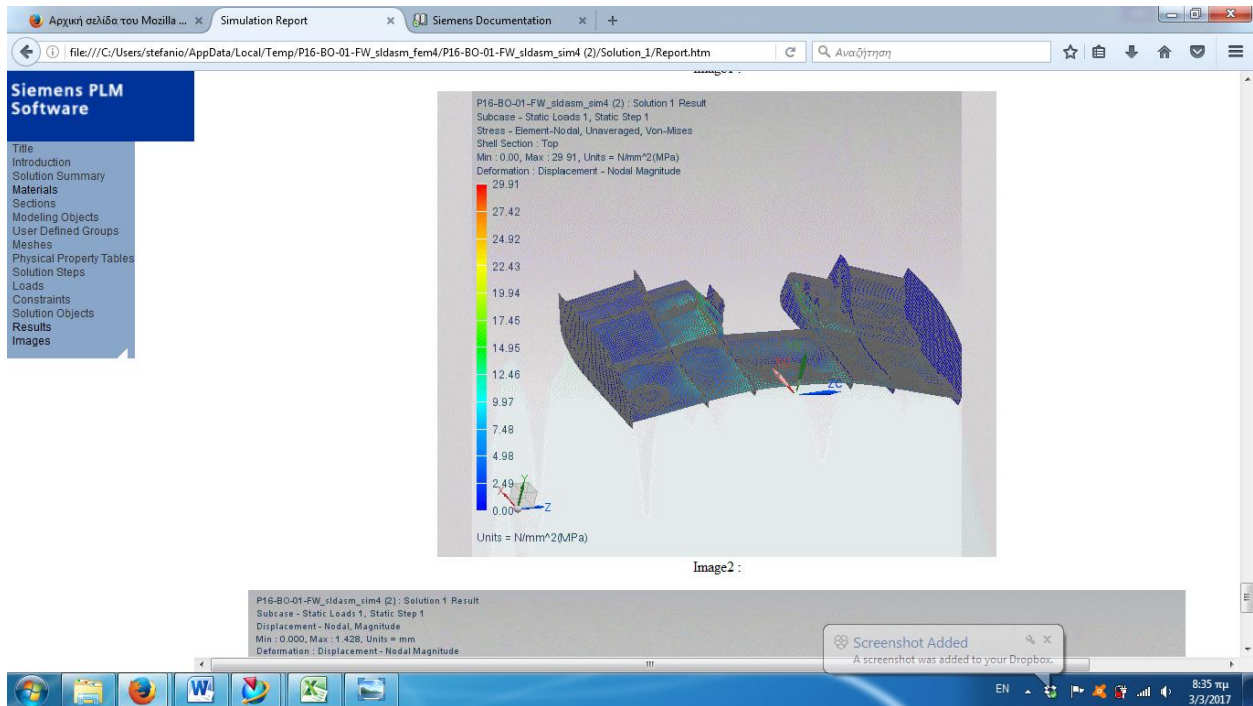 Αρχική σελίδα του Mozilla ...
Simulation Report
Siemens Documentation
file:///C:/Users/stefanio/AppData/Local/Temp/P16-BO-01-FW_sldasm_fem4/P16-BO-01-FW_sldasm_sim4 (2)/Solution_1/Report.htm
Αναζήτηση
Siemens PLM
Software
Title
Introduction
Solution Summary
Materials
Sections
Modeling Objects
User Defined Groups
Meshes
Physical Property Tables
Solution Steps
Loads
Constraints
Solution Objects
Results
Images
Image1 :
P16-BO-01-FW_sldasm_sim4 (2) : Solution 1 Result
Subcase - Static Loads 1, Static Step 1
Stress - Element-Nodal, Unaveraged, Von-Mises
Shell Section : Top
Min : 0.00, Max : 29.91, Units = N/mm^2(MPa)
Deformation : Displacement - Nodal Magnitude
29.91
27.42
24.92
22.43
19.94
17.45
14.95
12.46
9.97
7.48
4.98
2.49
0.00
X
Y
Z
ZC
Units = N/mm^2(MPa)
Image2 :
P16-BO-01-FW_sldasm_sim4 (2) : Solution 1 Result
Subcase - Static Loads 1, Static Step 1
Displacement - Nodal, Magnitude
Min : 0.000, Max : 1.428, Units = mm
Deformation : Displacement - Nodal Magnitude
Screenshot Added
A screenshot was added to your Dropbox.
EN
8:35 πμ
3/3/2017